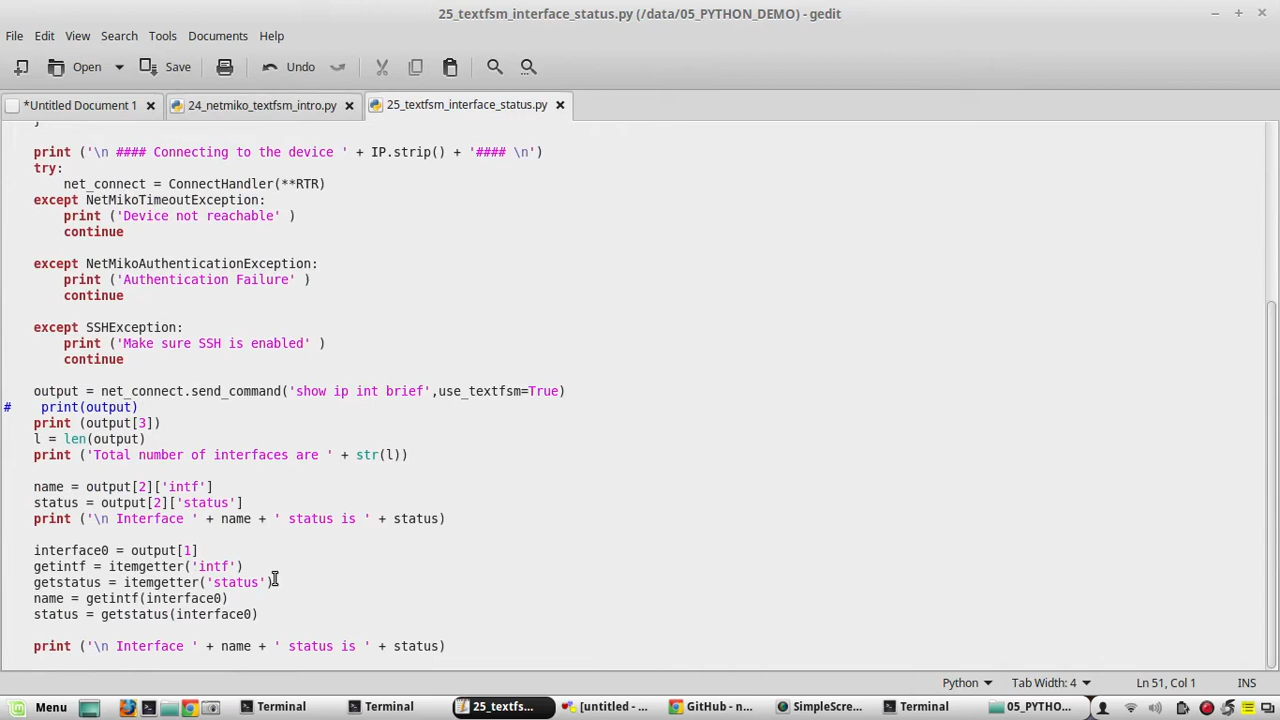 25_textfsm_interface_status.py (/data/05_PYTHON_DEMO) - gedit
File Edit View Search Tools Documents Help
Open Save Undo
*Untitled Document 1 24_netmiko_textfsm_intro.py 25_textfsm_interface_status.py
}
print ('\n #### Connecting to the device ' + IP.strip() + '#### \n')
try:
net_connect = ConnectHandler(**RTR)
except NetMikoTimeoutException:
print ('Device not reachable' )
continue
except NetMikoAuthenticationException:
print ('Authentication Failure' )
continue
except SSHException:
print ('Make sure SSH is enabled' )
continue
output = net_connect.send_command('show ip int brief',use_textfsm=True)
# print(output)
print (output[3])
l = len(output)
print ('Total number of interfaces are ' + str(l))
name = output[2]['intf']
status = output[2]['status']
print ('\n Interface ' + name + ' status is ' + status)
interface0 = output[1]
getintf = itemgetter('intf')
getstatus = itemgetter('status')
name = getintf(interface0)
status = getstatus(interface0)
print ('\n Interface ' + name + ' status is ' + status)
Python Tab Width: 4 Ln 51, Col 1 INS
Menu Terminal Terminal 25_textfs... [untitled - ... GitHub - n... SimpleScre... Terminal 05_PYTHO...